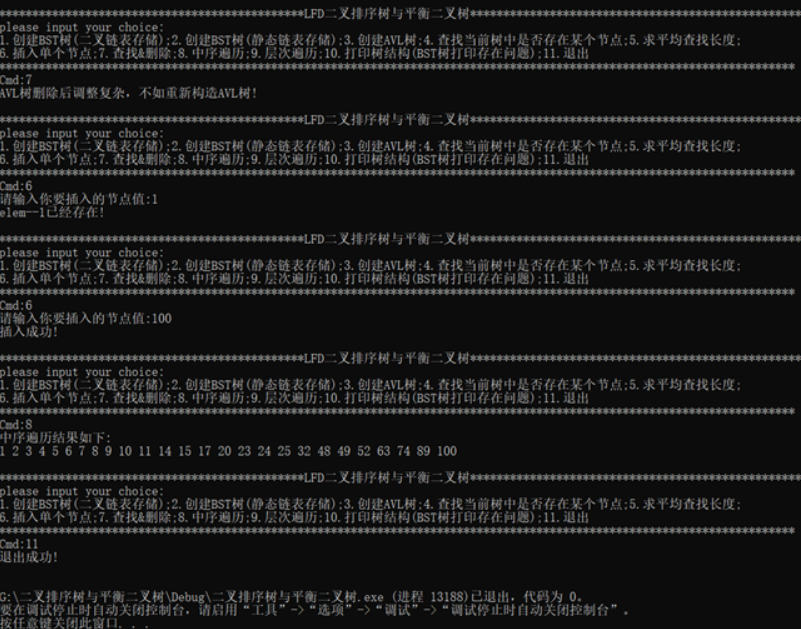 *************************************LFD二叉排序树与平衡二叉树****************************************
please input your choice:
1.创建BST树(二叉链表存储);2.创建BST树(静态链表存储);3.创建AVL树;4.查找当前树中是否存在某个节点;5.求平均查找长度;
6.插入单个节点;7.查找&删除;8.中序遍历;9.层次遍历;10.打印树结构(BST树打印存在问题);11.退出
************************************************************************************************
Cmd:7
AVL树删除后调整复杂，不如重新构造AVL树!
*************************************LFD二叉排序树与平衡二叉树****************************************
please input your choice:
1.创建BST树(二叉链表存储);2.创建BST树(静态链表存储);3.创建AVL树;4.查找当前树中是否存在某个节点;5.求平均查找长度;
6.插入单个节点;7.查找&删除;8.中序遍历;9.层次遍历;10.打印树结构(BST树打印存在问题);11.退出
************************************************************************************************
Cmd:6
请输入你要插入的节点值:1
elem--1已经存在!
*************************************LFD二叉排序树与平衡二叉树****************************************
please input your choice:
1.创建BST树(二叉链表存储);2.创建BST树(静态链表存储);3.创建AVL树;4.查找当前树中是否存在某个节点;5.求平均查找长度;
6.插入单个节点;7.查找&删除;8.中序遍历;9.层次遍历;10.打印树结构(BST树打印存在问题);11.退出
************************************************************************************************
Cmd:6
请输入你要插入的节点值:100
插入成功!
*************************************LFD二叉排序树与平衡二叉树****************************************
please input your choice:
1.创建BST树(二叉链表存储);2.创建BST树(静态链表存储);3.创建AVL树;4.查找当前树中是否存在某个节点;5.求平均查找长度;
6.插入单个节点;7.查找&删除;8.中序遍历;9.层次遍历;10.打印树结构(BST树打印存在问题);11.退出
************************************************************************************************
Cmd:8
中序遍历结果如下:
1 2 3 4 5 6 7 8 9 10 11 14 15 17 20 23 24 25 32 48 49 52 63 74 89 100
*************************************LFD二叉排序树与平衡二叉树****************************************
please input your choice:
1.创建BST树(二叉链表存储);2.创建BST树(静态链表存储);3.创建AVL树;4.查找当前树中是否存在某个节点;5.求平均查找长度;
6.插入单个节点;7.查找&删除;8.中序遍历;9.层次遍历;10.打印树结构(BST树打印存在问题);11.退出
************************************************************************************************
Cmd:11
退出成功!
G:\二叉排序树与平衡二叉树\Debug\二叉排序树与平衡二叉树.exe (进程 13188)已退出，代码为 0。
要在调试停止时自动关闭控制台，请启用“工具”->“选项”->“调试”->“调试停止时自动关闭控制台”。
按任意键关闭此窗口. . .